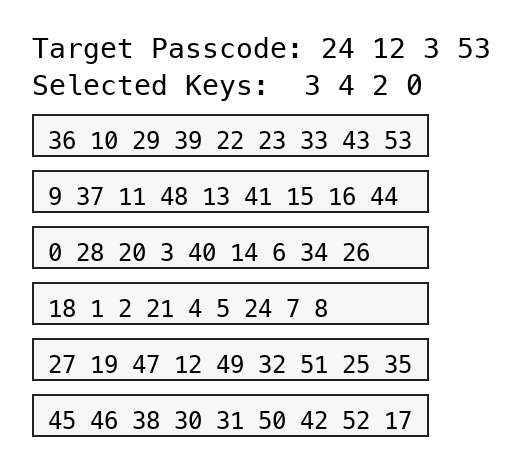 Target Passcode: 24 12 3 53
Selected Keys: 3 4 2 0
36 10 29 39 22 23 33 43 53
9 37 11 48 13 41 15 16 44
0 28 20 3 40 14 6 34 26
18 1 2 21 4 5 24 7 8
27 19 47 12 49 32 51 25 35
45 46 38 30 31 50 42 52 17